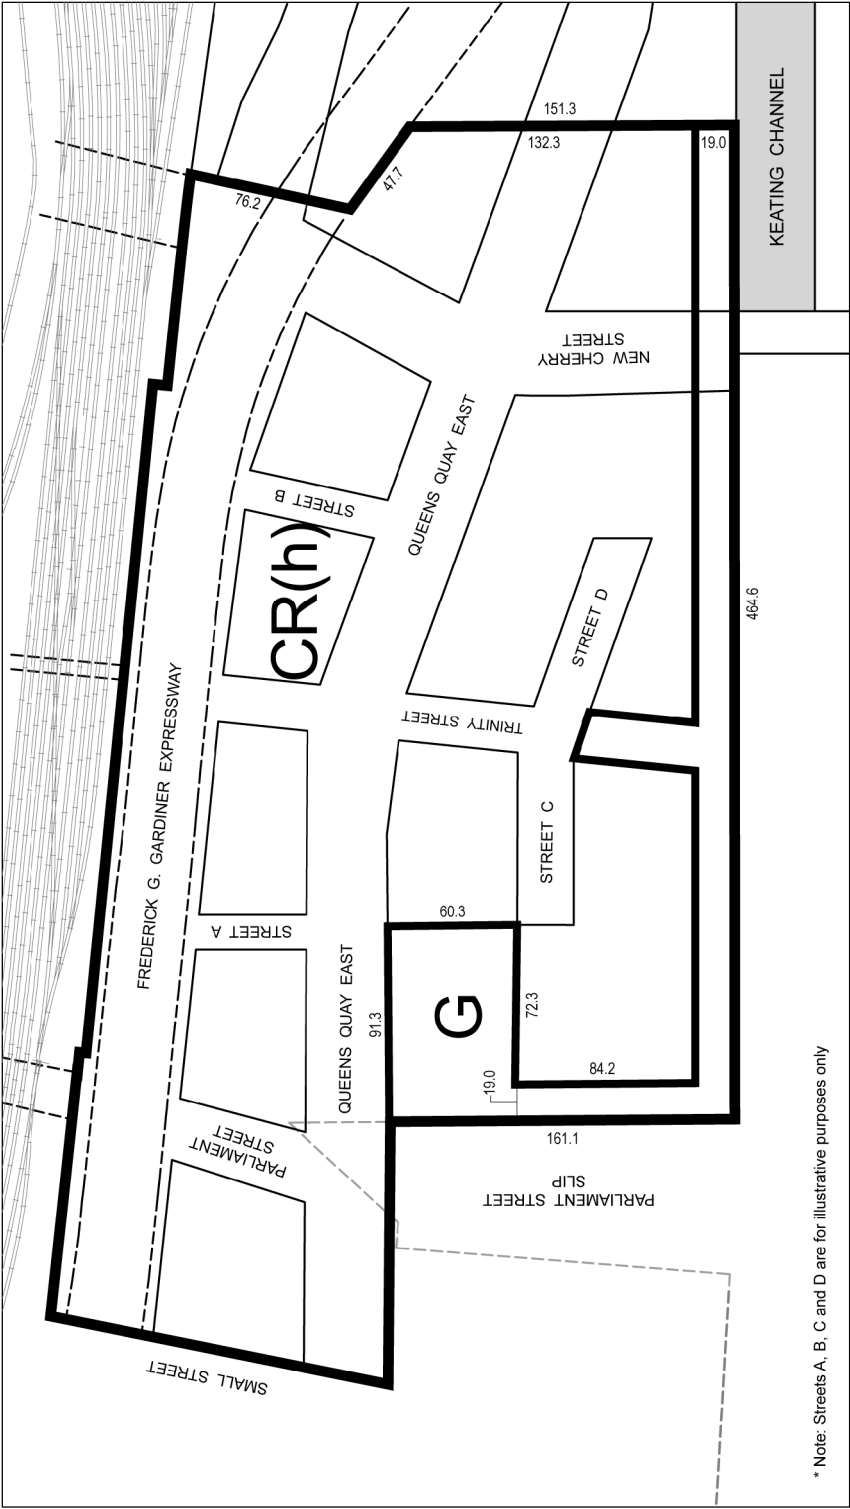 151.3
132.3
19.0
KEATING CHANNEL
47.7
76.2
NEW CHERRY
STREET
QUEENS QUAY EAST
STREET B
CR(h)
STREET D
464.6
TRINITY STREET
FREDERICK G. GARDINER EXPRESSWAY
STREET C
60.3
STREET A
G
72.3
91.3
QUEENS QUAY EAST
84.2
19.0
161.1
PARLIAMENT
STREET
PARLIAMENT STREET
SLIP
SMALL STREET
* Note: Streets A, B, C and D are for illustrative purposes only